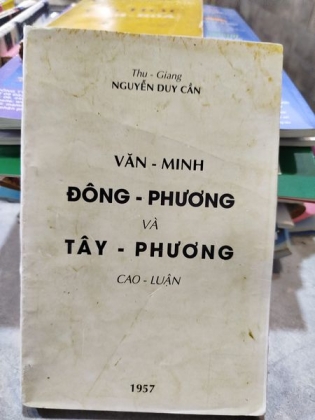 Thu - Giang
NGUYỄN DUY CẦN
VĂN - MINH
ĐÔNG - PHƯƠNG
VÀ
TÂY - PHƯƠNG
CAO - LUẬN
1957